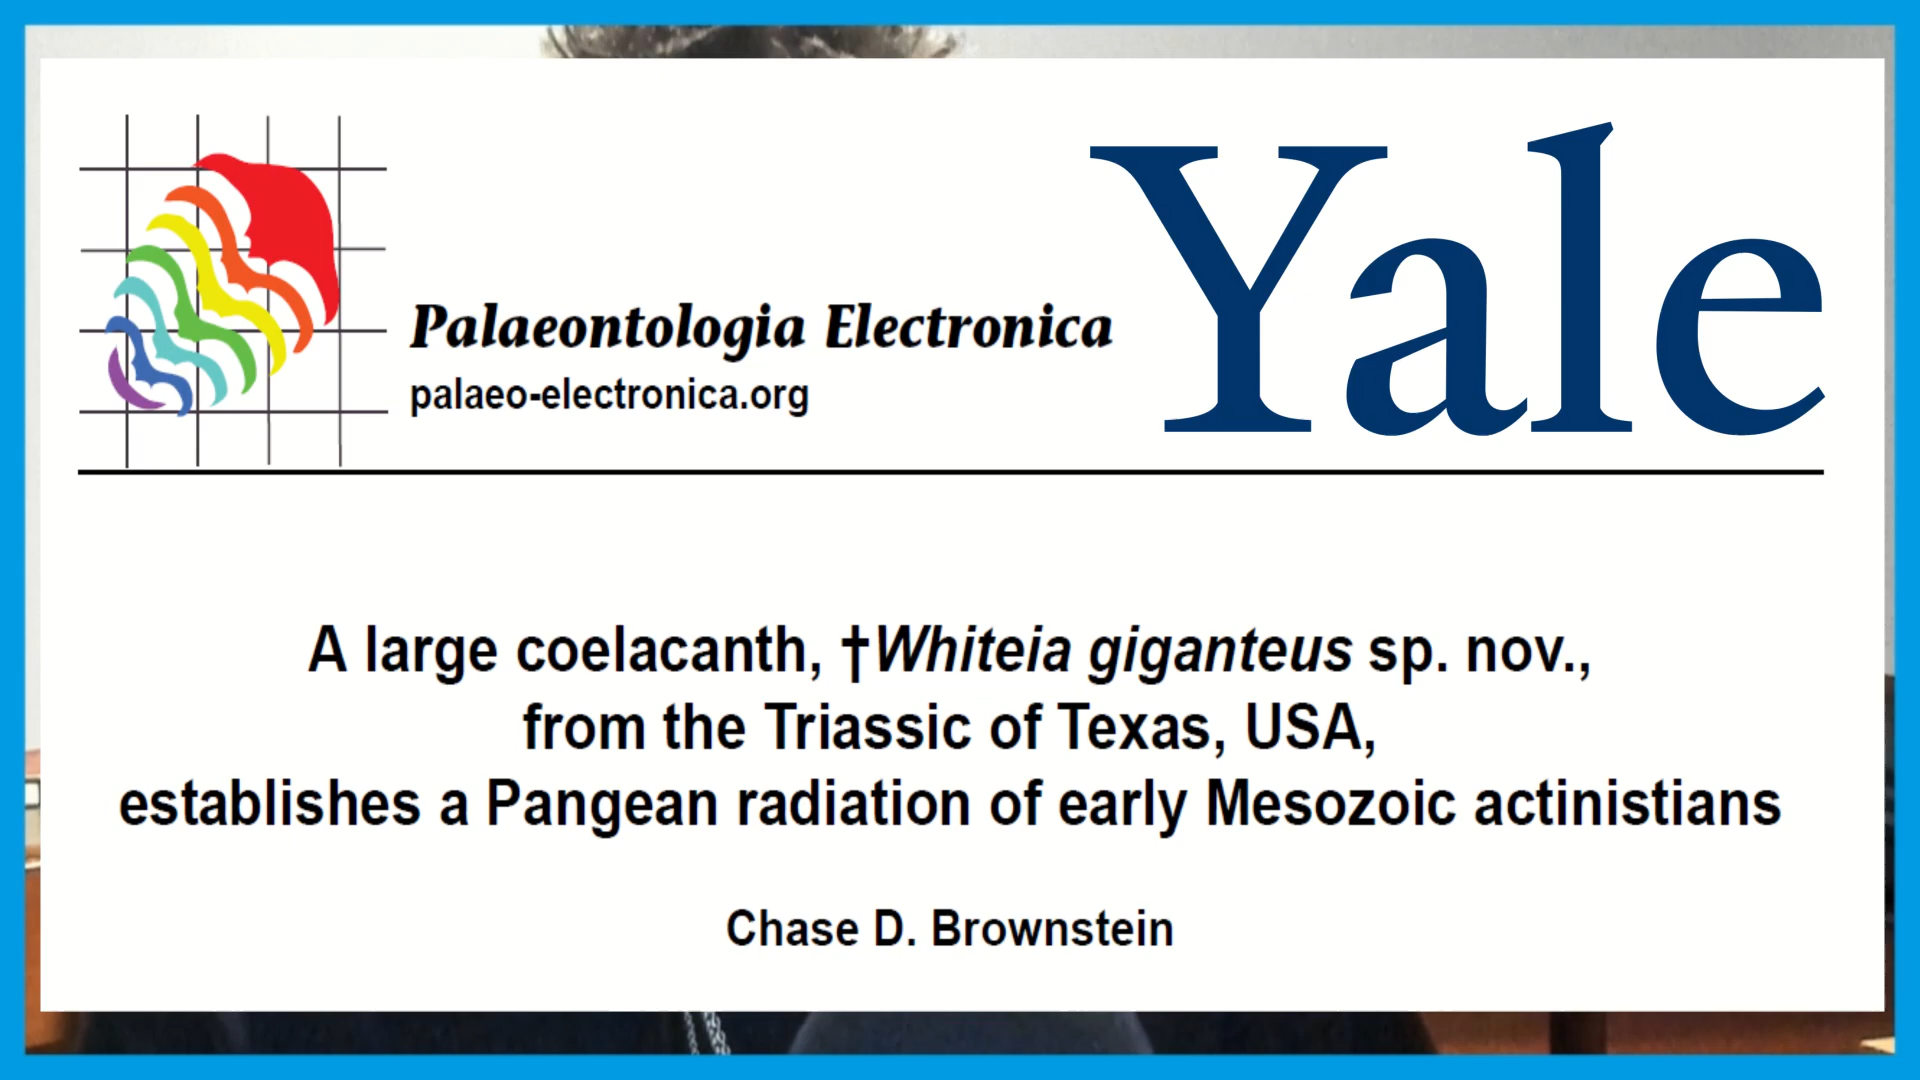 Palaeontologia Electronica
palaeo-electronica.org
Yale
A large coelacanth, †Whiteia giganteus sp. nov.,
from the Triassic of Texas, USA,
establishes a Pangean radiation of early Mesozoic actinistians
Chase D. Brownstein